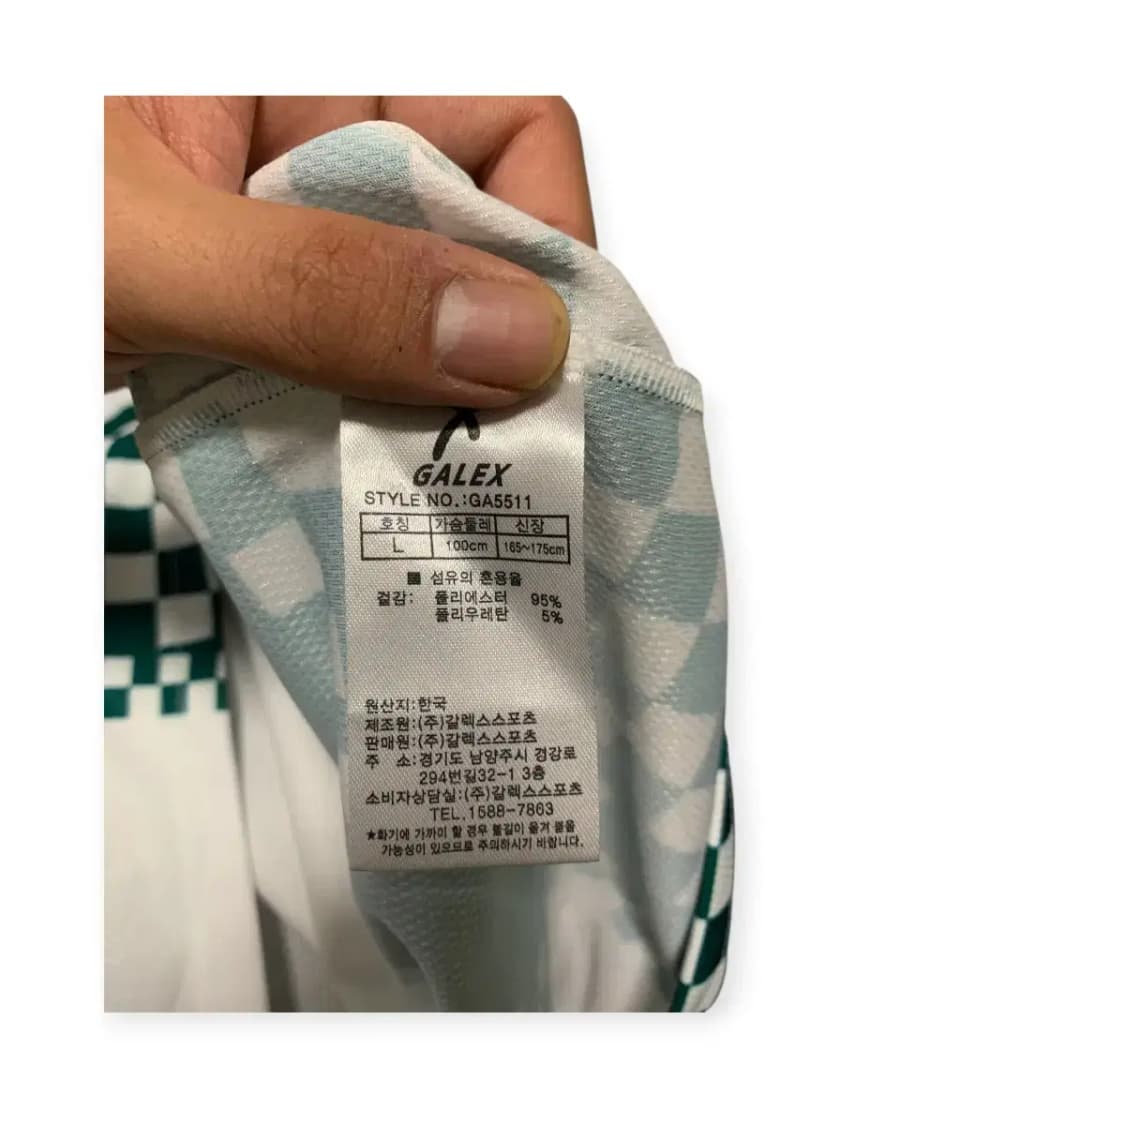 GALEX
STYLE NO.:GA5511
호칭 가슴둘레 신장
L 100cm 165~175cm
■ 섬유의 혼용율
겉감: 폴리에스터 95%
폴리우레탄 5%
원산지:한국
제조원:(주)갈렉스스포츠
판매원:(주)갈렉스스포츠
주 소:경기도 남양주시 경강로
294번길32-1 3층
소비자상담실:(주)갈렉스스포츠
TEL.1588-7863
★화기에 가까이 할 경우 불길이 옮겨 붙을
가능성이 있으므로 주의하시기 바랍니다.